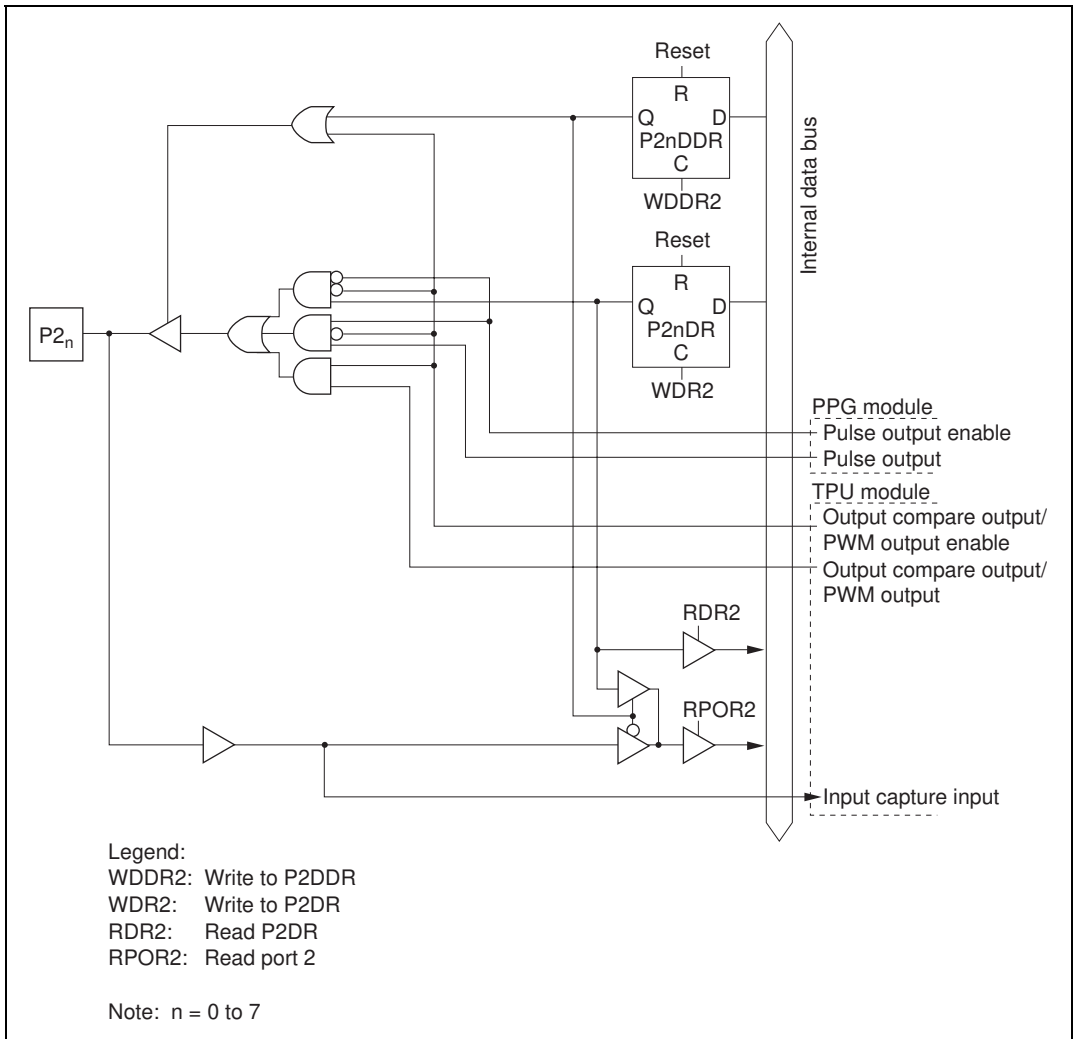 Reset
R
Q D
P2nDDR
C
WDDR2
Internal data bus
Reset
R
Q D
P2nDR
C
WDR2
P2n
PPG module
Pulse output enable
Pulse output
TPU module
Output compare output/
PWM output enable
Output compare output/
PWM output
RDR2
RPOR2
Input capture input
Legend:
WDDR2: Write to P2DDR
WDR2: Write to P2DR
RDR2: Read P2DR
RPOR2: Read port 2
Note: n = 0 to 7